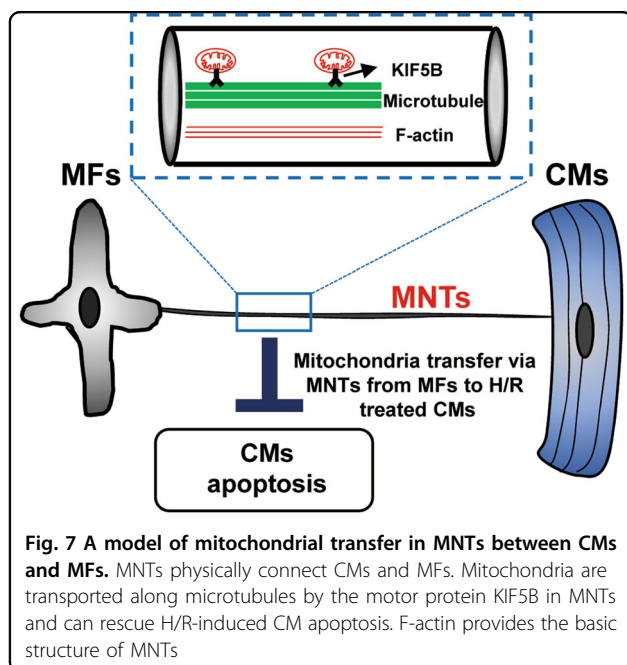 KIF5B
Microtubule
F-actin
MFs
CMs
MNTs
Mitochondria transfer via
MNTs from MFs to H/R
treated CMs
CMs
apoptosis
Fig. 7 A model of mitochondrial transfer in MNTs between CMs
and MFs. MNTs physically connect CMs and MFs. Mitochondria are
transported along microtubules by the motor protein KIF5B in MNTs
and can rescue H/R-induced CM apoptosis. F-actin provides the basic
structure of MNTs